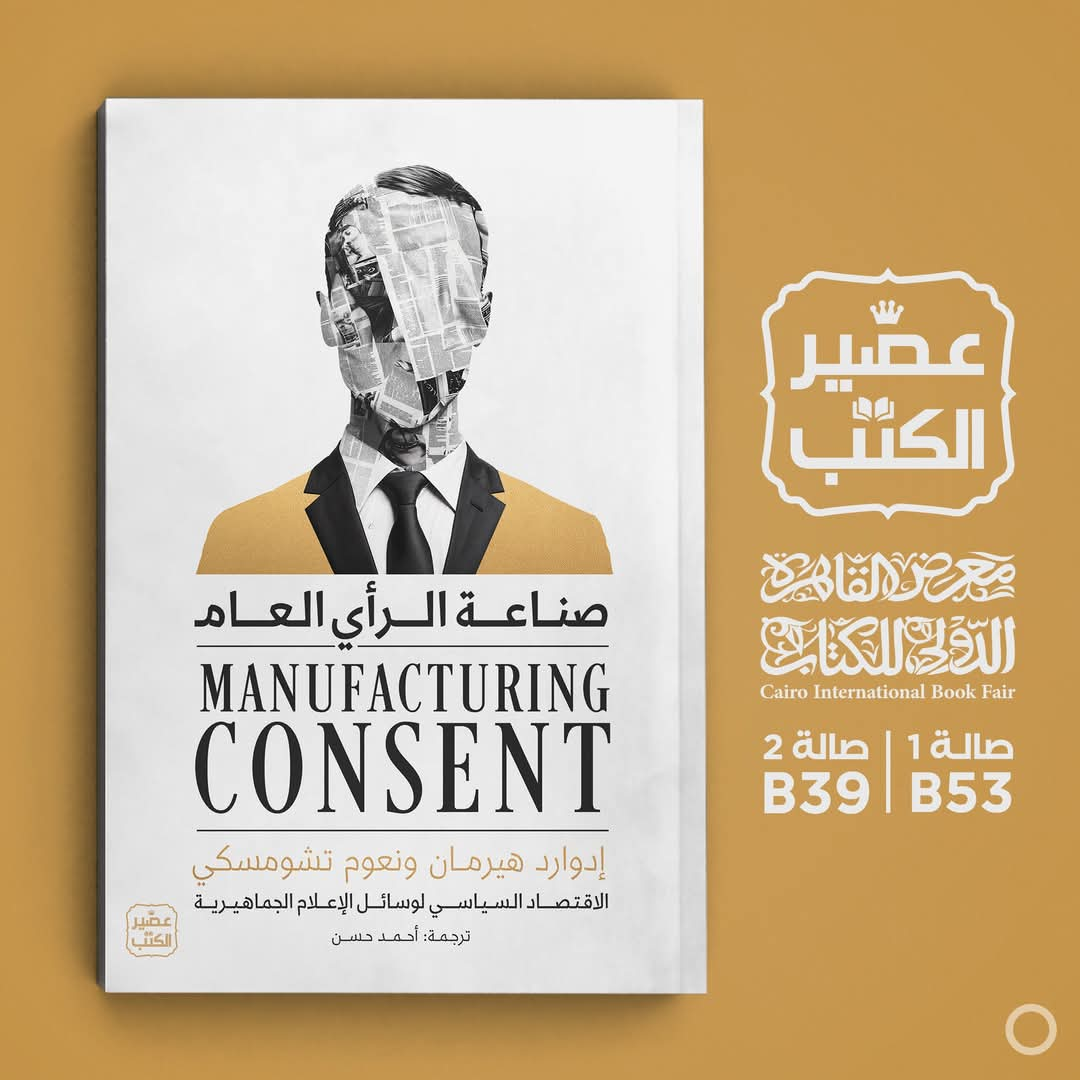 صناعة الرأي العام
MANUFACTURING
CONSENT
إدوارد هيرمان ونعوم تشومسكي
الاقتصاد السياسي لوسائل الإعلام الجماهيرية
ترجمة: أحمد حسن
عصير
الكتب
عصير
الكتب
معرض القاهرة
الدولي للكتاب
Cairo International Book Fair
صالة 1
B53
صالة 2
B39